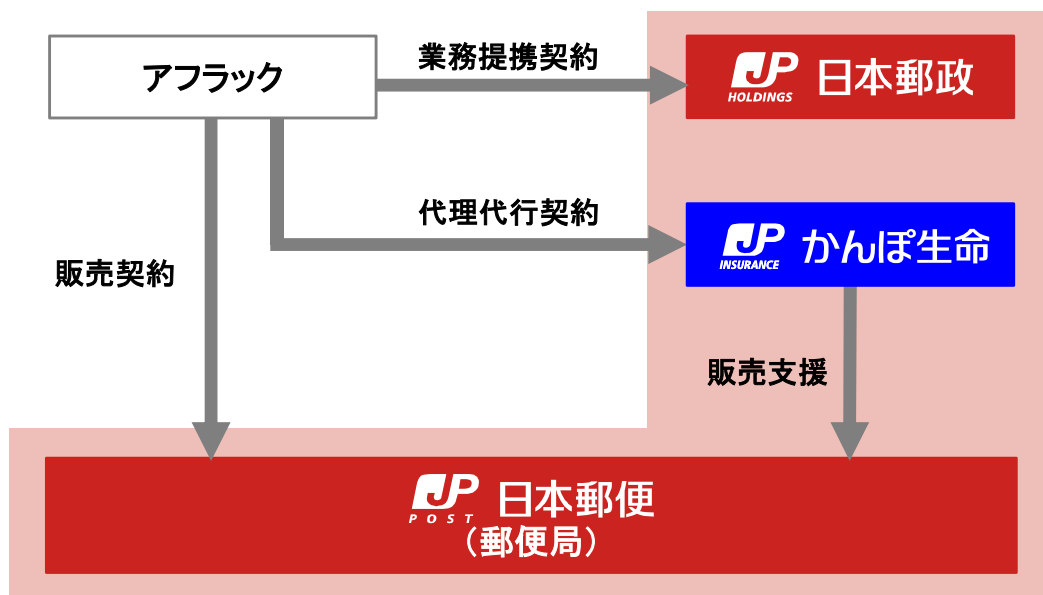 アフラック
業務提携契約
JP HOLDINGS 日本郵政
代理代行契約
JP INSURANCE かんぽ生命
販売契約
販売支援
JP POST 日本郵便
（郵便局）